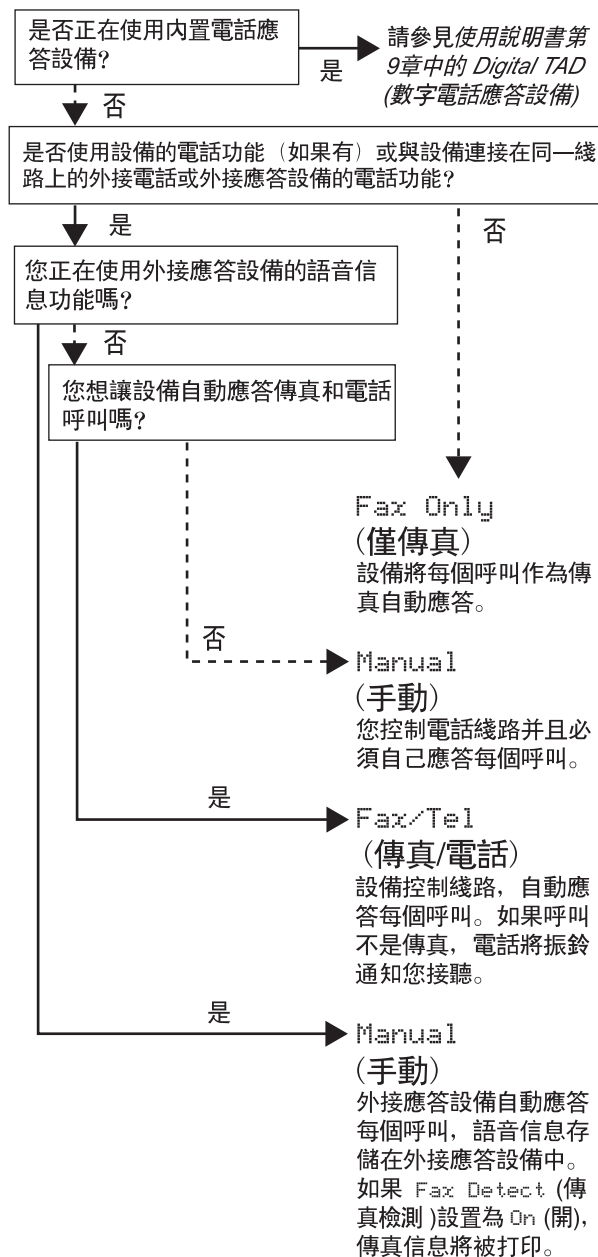 是否正在使用内置電話應
答設備?
是
請參見使用說明書第
9章中的 Digital TAD
(數字電話應答設備)
否
是否使用設備的電話功能（如果有）或與設備連接在同一綫
路上的外接電話或外接應答設備的電話功能?
是
否
您正在使用外接應答設備的語音信
息功能嗎?
否
您想讓設備自動應答傳真和電話
呼叫嗎?
Fax Only
（僅傳真）
設備將每個呼叫作為傳
真自動應答。
否
Manual
（手動）
您控制電話綫路并且必
須自己應答每個呼叫。
是
Fax/Tel
（傳真/電話）
設備控制綫路，自動應
答每個呼叫。如果呼叫
不是傳真，電話將振鈴
通知您接聽。
是
Manual
（手動）
外接應答設備自動應答
每個呼叫，語音信息存
儲在外接應答設備中。
如果 Fax Detect (傳
真檢測 )設置為 On (開),
傳真信息將被打印。